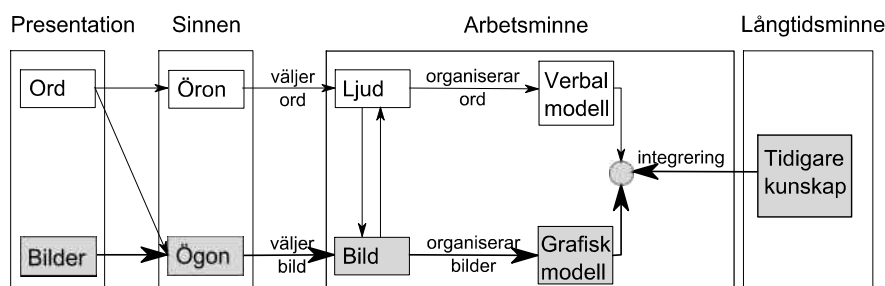 Presentation
Sinnen
Arbetsminne
Långtidsminne
Ord
Öron
väljer
ord
Ljud
organiserar
ord
Verbal
modell
integrering
Tidigare
kunskap
Bilder
Ögon
väljer
bild
Bild
organiserar
bilder
Grafisk
modell